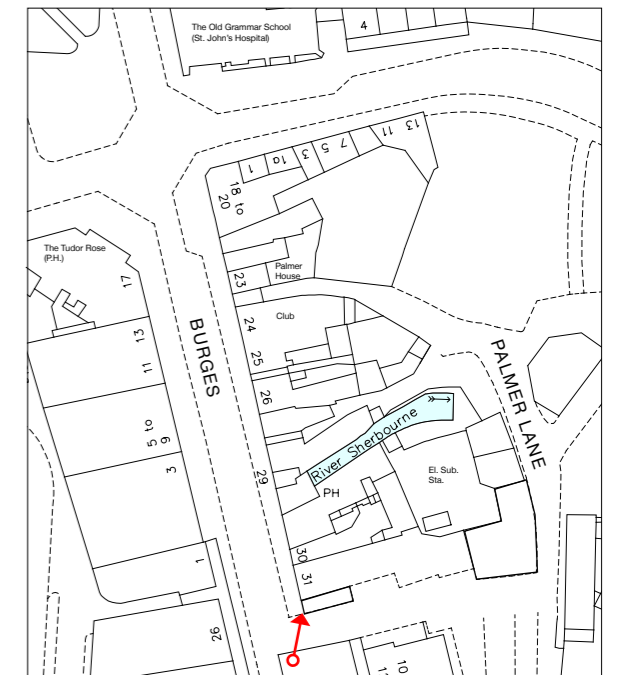 The Old Grammar School
(St. John's Hospital)
4
13
11
7
5
3
1a
1
18 to
20
The Tudor Rose
(P.H.)
17
Palmer
House
23
Club
24
13
BURGES
25
PALMER LANE
11
26
River Sherbourne
5 to
9
3
29
El. Sub.
Sta.
PH
30
31
1
26
10